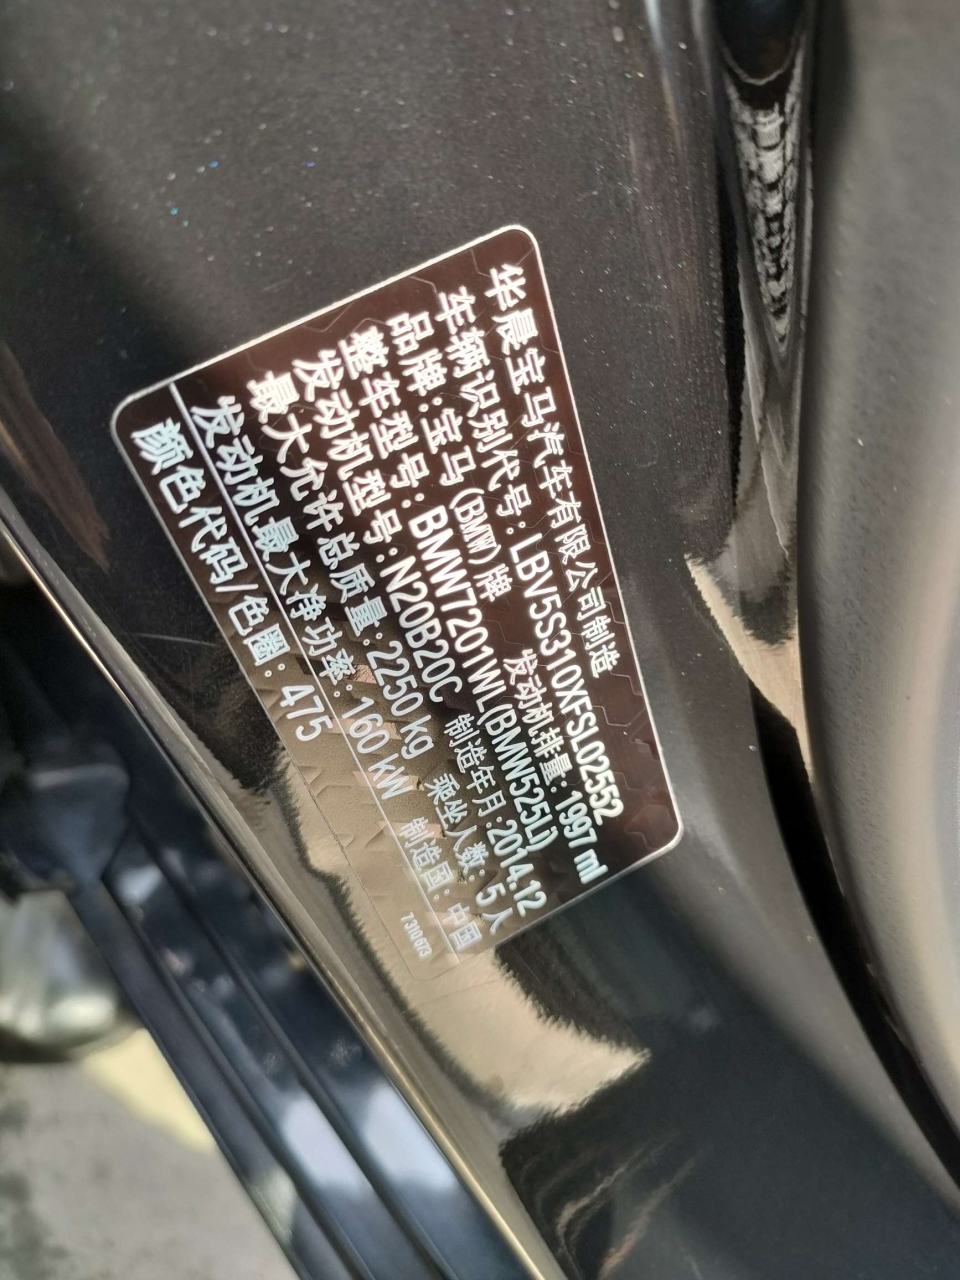 华晨宝马汽车有限公司制造
车辆识别代号: LBV5S310XFSL02552
品牌: 宝马 (BMW) 牌 发动机排量: 1997 ml
整车型号: BMW7201WL(BMW525Li)
发动机型号: N20B20C 制造年月: 2014.12
最大允许总质量: 2250 kg 乘坐人数: 5 人
发动机最大净功率: 160 kW 制造国: 中国
颜色代码/色圈: 475 7310 673